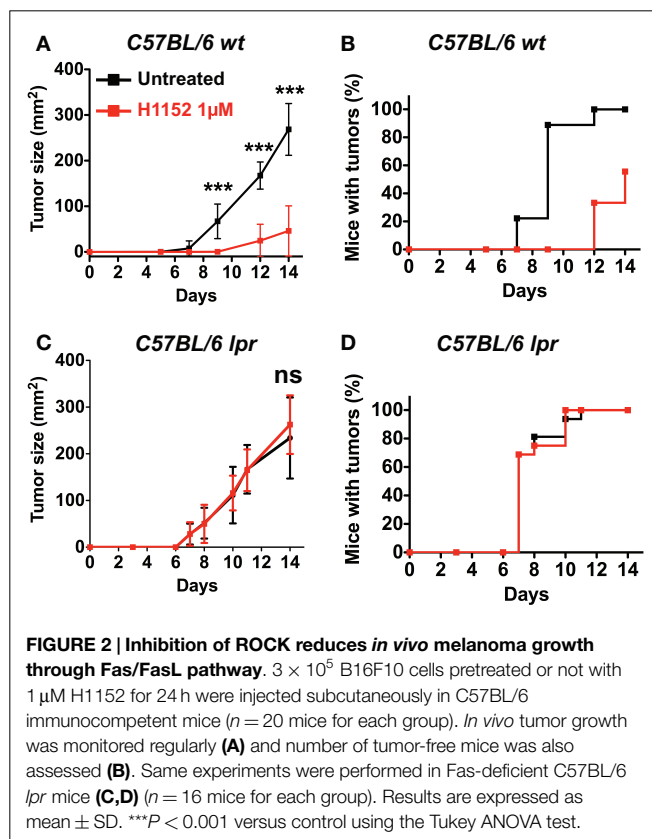 A
C57BL/6 wt
Tumor size (mm²)
400
300
200
100
0
Untreated
H1152 1µM
***
***
***
0 2 4 6 8 10 12 14
Days
B
C57BL/6 wt
Mice with tumors (%)
100
80
60
40
20
0
0 2 4 6 8 10 12 14
Days
C
C57BL/6 lpr
Tumor size (mm²)
400
300
200
100
0
ns
0 2 4 6 8 10 12 14
Days
D
C57BL/6 lpr
Mice with tumors (%)
100
80
60
40
20
0
0 2 4 6 8 10 12 14
Days
FIGURE 2 | Inhibition of ROCK reduces in vivo melanoma growth
through Fas/FasL pathway. 3 × 10⁵ B16F10 cells pretreated or not with
1 µM H1152 for 24 h were injected subcutaneously in C57BL/6
immunocompetent mice (n = 20 mice for each group). In vivo tumor growth
was monitored regularly (A) and number of tumor-free mice was also
assessed (B). Same experiments were performed in Fas-deficient C57BL/6
lpr mice (C,D) (n = 16 mice for each group). Results are expressed as
mean ± SD. ***P < 0.001 versus control using the Tukey ANOVA test.